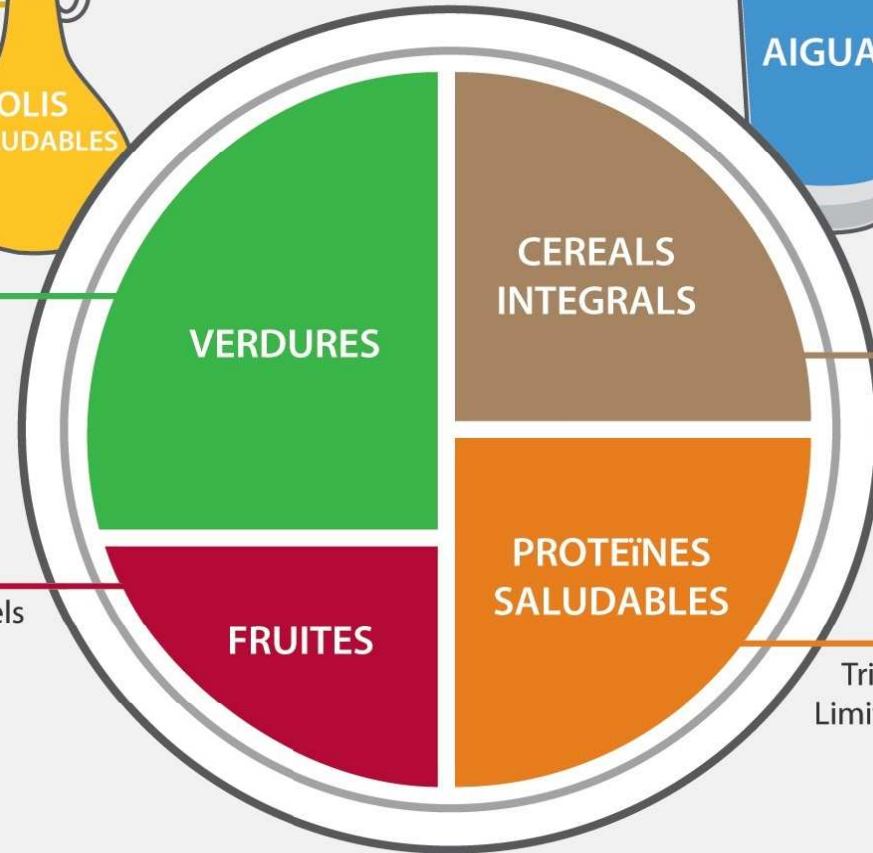 OLIS
UDABLES
AIGUA
VERDURES
CEREALS
INTEGRALS
FRUITES
PROTEïNES
SALUDABLES
els
Tri
Limi